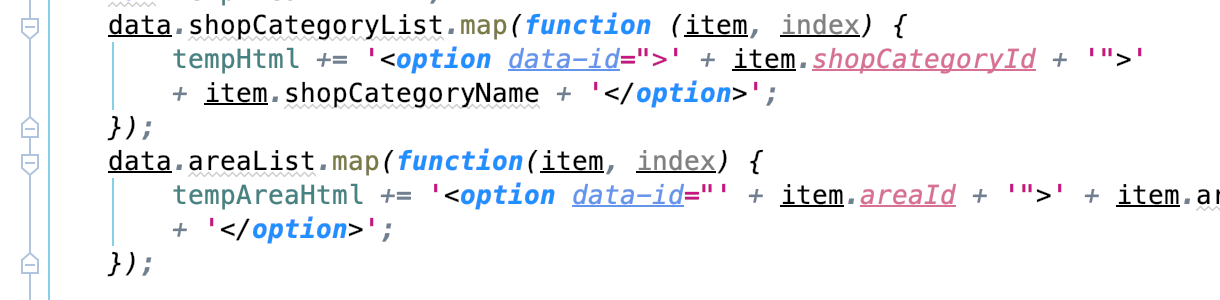 data.shopCategoryList.map(function (item, index) {
tempHtml += '<option data-id=">' + item.shopCategoryId + '">'
+ item.shopCategoryName + '</option>';
});
data.areaList.map(function(item, index) {
tempAreaHtml += '<option data-id="' + item.areaId + '">' + item.ar
+ '</option>';
});